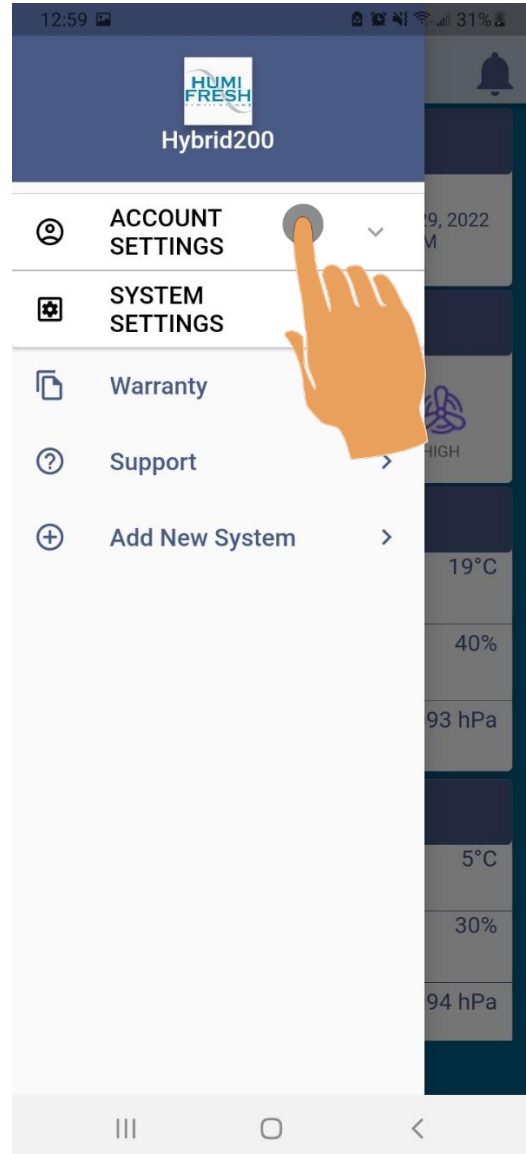 12:59
31%
HUMI
FRESH
Hybrid200
ACCOUNT
SETTINGS
SYSTEM
SETTINGS
Warranty
Support
Add New System
29, 2022
M
HIGH
19°C
40%
93 hPa
5°C
30%
94 hPa